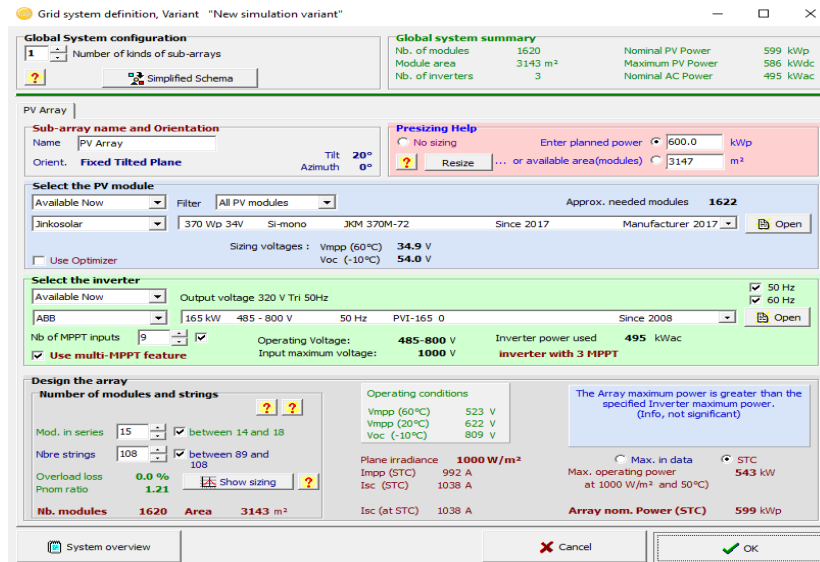 Grid system definition, Variant "New simulation variant"
Global System configuration
1 Number of kinds of sub-arrays
? Simplified Schema
Global system summary
Nb. of modules 1620 Nominal PV Power 599 kWp
Module area 3143 m² Maximum PV Power 586 kWdc
Nb. of inverters 3 Nominal AC Power 495 kWac
PV Array
Sub-array name and Orientation
Name PV Array
Orient. Fixed Tilted Plane Tilt 20°
Azimuth 0°
Presizing Help
No sizing Enter planned power 600.0 kWp
? Resize ... or available area(modules) 3147 m²
Select the PV module
Available Now Filter All PV modules Approx. needed modules 1622
Jinkosolar 370 Wp 34V Si-mono JKM 370M-72 Since 2017 Manufacturer 2017 Open
Sizing voltages : Vmpp (60°C) 34.9 V
Use Optimizer Voc (-10°C) 54.0 V
Select the inverter
Available Now Output voltage 320 V Tri 50Hz 50 Hz
60 Hz
ABB 165 kW 485 - 800 V 50 Hz PVI-165 0 Since 2008 Open
Nb of MPPT inputs 9 Operating Voltage: 485-800 V Inverter power used 495 kWac
Use multi-MPPT feature Input maximum voltage: 1000 V inverter with 3 MPPT
Design the array
Number of modules and strings
? ?
Mod. in series 15 between 14 and 18
Nbre strings 108 between 89 and
108
Overload loss 0.0 %
Pnom ratio 1.21 Show sizing ?
Nb. modules 1620 Area 3143 m²
Operating conditions
Vmpp (60°C) 523 V
Vmpp (20°C) 622 V
Voc (-10°C) 809 V
Plane irradiance 1000 W/m²
Impp (STC) 992 A
Isc (STC) 1038 A
Isc (at STC) 1038 A
The Array maximum power is greater than the
specified Inverter maximum power.
(Info, not significant)
Max. in data STC
Max. operating power 543 kW
at 1000 W/m² and 50°C)
Array nom. Power (STC) 599 kWp
System overview Cancel OK